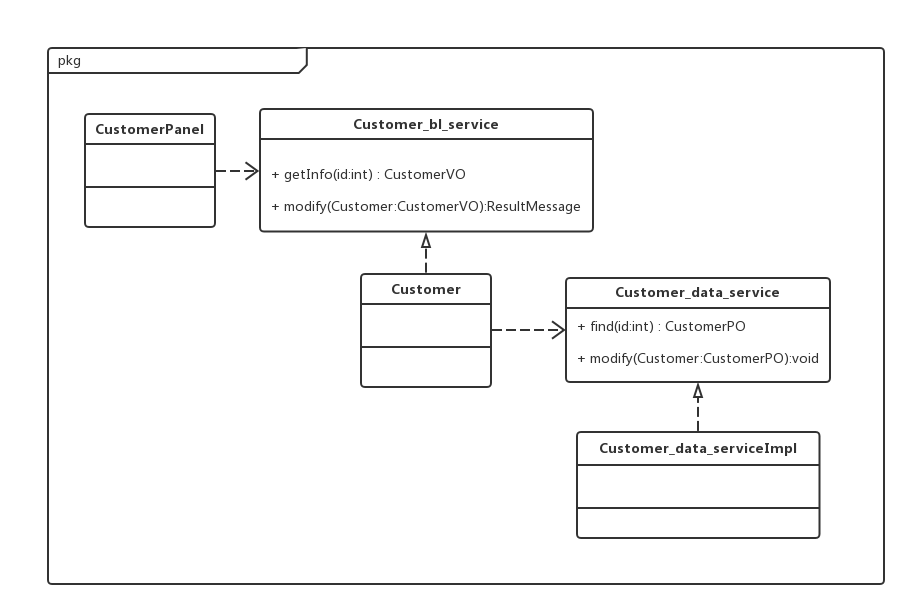 pkg
CustomerPanel
Customer_bl_service
+ getInfo(id:int) : CustomerVO
+ modify(Customer:CustomerVO):ResultMessage
Customer
Customer_data_service
+ find(id:int) : CustomerPO
+ modify(Customer:CustomerPO):void
Customer_data_serviceImpl